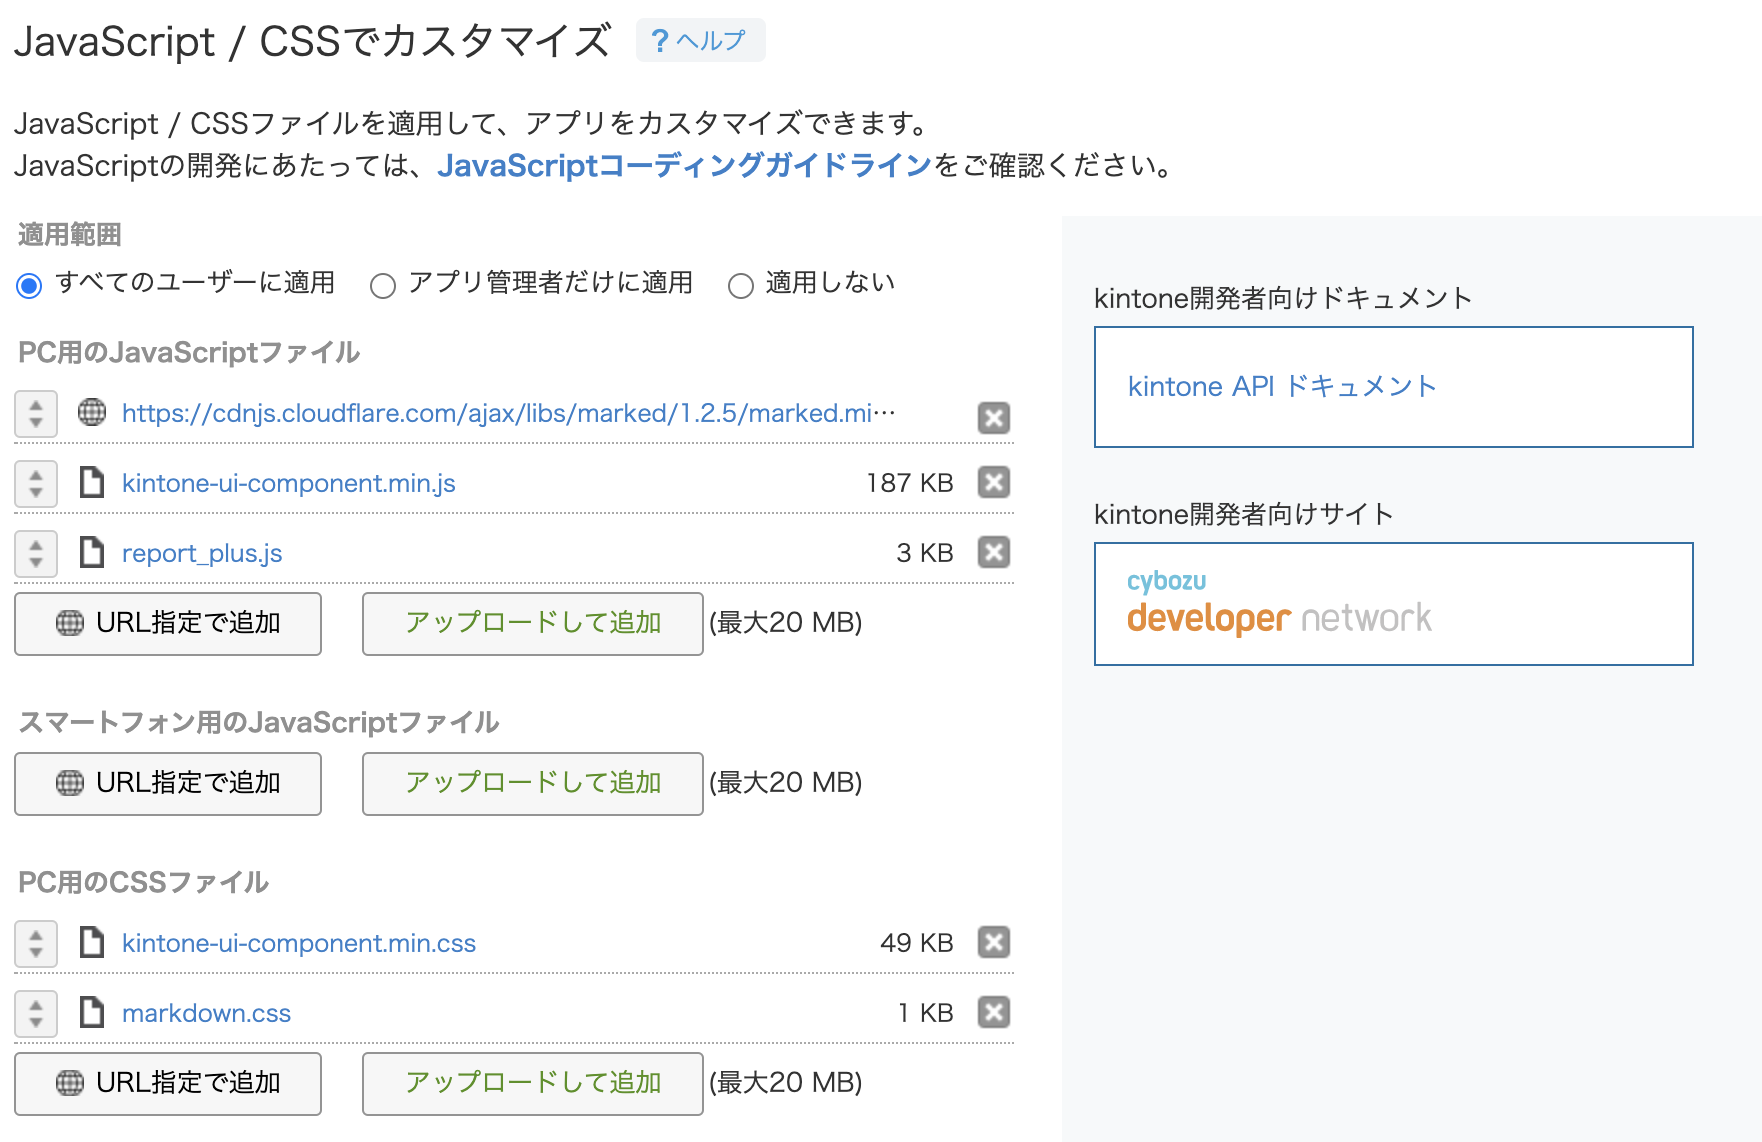 JavaScript / CSSでカスタマイズ ? ヘルプ
JavaScript / CSSファイルを適用して、アプリをカスタマイズできます。
JavaScriptの開発にあたっては、JavaScriptコーディングガイドラインをご確認ください。
適用範囲
すべてのユーザーに適用 アプリ管理者だけに適用 適用しない
PC用のJavaScriptファイル
https://cdnjs.cloudflare.com/ajax/libs/marked/1.2.5/marked.mi…
kintone-ui-component.min.js 187 KB
report_plus.js 3 KB
URL指定で追加 アップロードして追加 (最大20 MB)
スマートフォン用のJavaScriptファイル
URL指定で追加 アップロードして追加 (最大20 MB)
PC用のCSSファイル
kintone-ui-component.min.css 49 KB
markdown.css 1 KB
URL指定で追加 アップロードして追加 (最大20 MB)
kintone開発者向けドキュメント
kintone API ドキュメント
kintone開発者向けサイト
cybozu
developer network